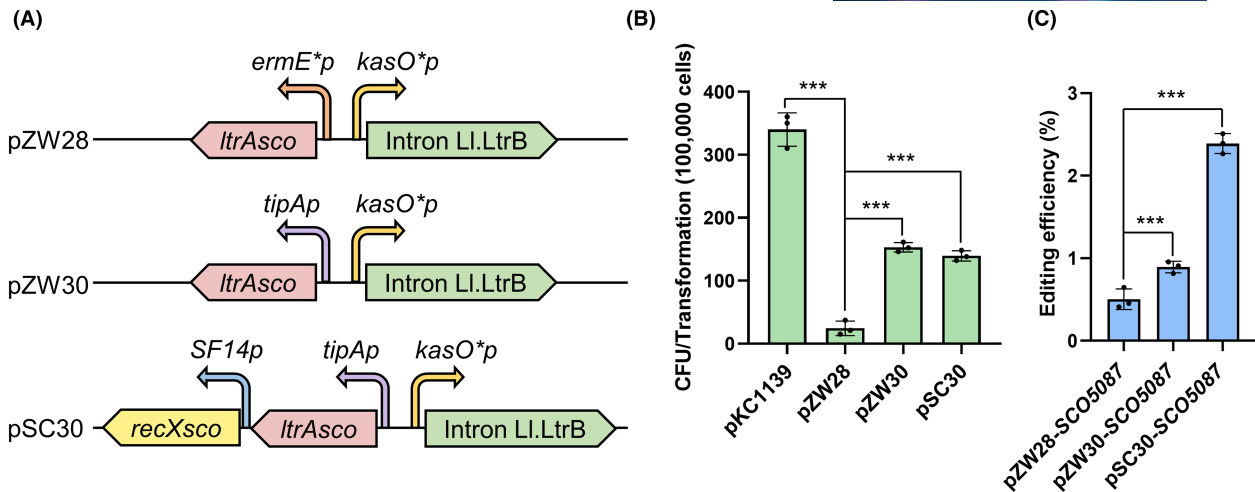 (A)
ermE*p kasO*p
pZW28 ltrAsco Intron Ll.LtrB
tipAp kasO*p
pZW30 ltrAsco Intron Ll.LtrB
SF14p tipAp kasO*p
pSC30 recXsco ltrAsco Intron Ll.LtrB
(B)
CFU/Transformation (100,000 cells)
400
300
200
100
0
***
***
***
pKC1139
pZW28
pZW30
pSC30
(C)
Editing efficiency (%)
3
2
1
0
***
***
pZW28-SCO5087
pZW30-SCO5087
pSC30-SCO5087